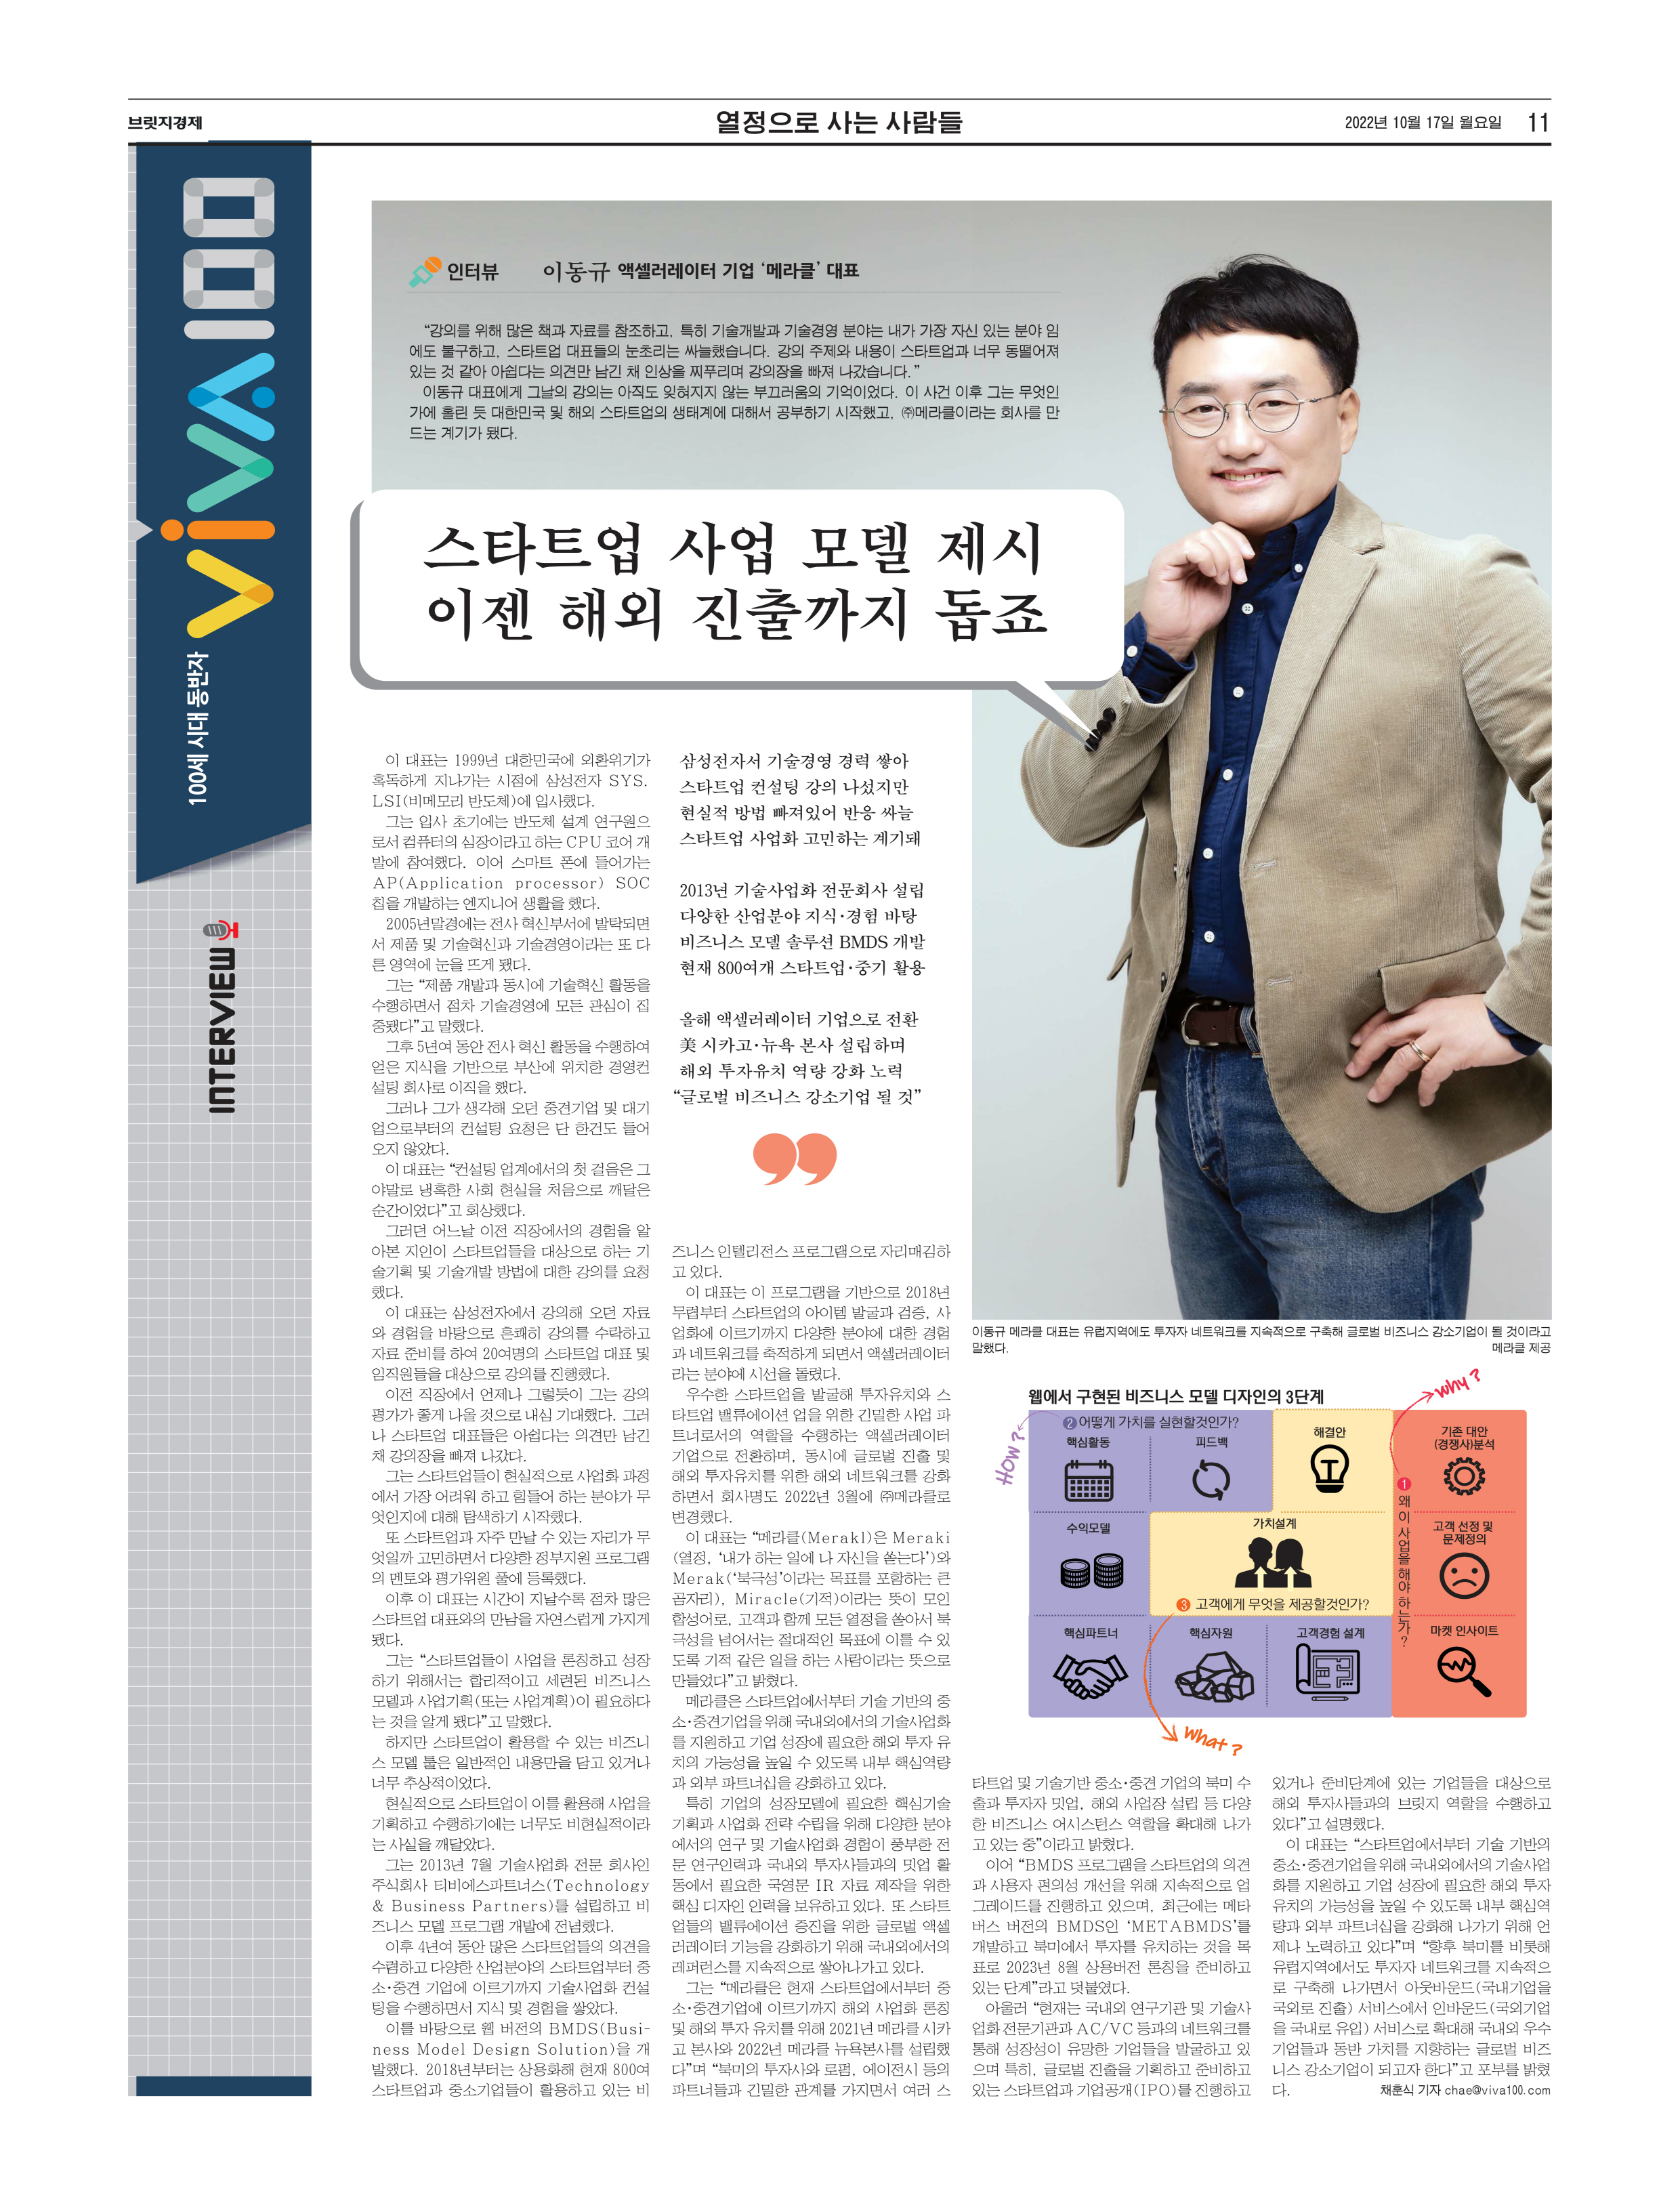 브릿지경제
열정으로 사는 사람들
2022년 10월 17일 월요일 11
VIVA100
100세 시대 동반자
INTERVIEW
인터뷰 이동규 액셀러레이터 기업 ‘메라클’ 대표
“강의를 위해 많은 책과 자료를 참조하고, 특히 기술개발과 기술경영 분야는 내가 가장 자신 있는 분야 임
에도 불구하고, 스타트업 대표들의 눈초리는 싸늘했습니다. 강의 주제와 내용이 스타트업과 너무 동떨어져
있는 것 같아 아쉽다는 의견만 남긴 채 인상을 찌푸리며 강의장을 빠져 나갔습니다.”
이동규 대표에게 그날의 강의는 아직도 잊혀지지 않는 부끄러움의 기억이었다. 이 사건 이후 그는 무엇인
가에 홀린 듯 대한민국 및 해외 스타트업의 생태계에 대해서 공부하기 시작했고, ㈜메라클이라는 회사를 만
드는 계기가 됐다.
스타트업 사업 모델 제시
이젠 해외 진출까지 돕죠
이 대표는 1999년 대한민국에 외환위기가
혹독하게 지나가는 시점에 삼성전자 SYS.
LSI(비메모리 반도체)에 입사했다.
그는 입사 초기에는 반도체 설계 연구원으
로서 컴퓨터의 심장이라고 하는 CPU 코어 개
발에 참여했다. 이어 스마트 폰에 들어가는
AP(Application processor) SOC
칩을 개발하는 엔지니어 생활을 했다.
2005년말경에는 전사 혁신부서에 발탁되면
서 제품 및 기술혁신과 기술경영이라는 또 다
른 영역에 눈을 뜨게 됐다.
그는 “제품 개발과 동시에 기술혁신 활동을
수행하면서 점차 기술경영에 모든 관심이 집
중됐다”고 말했다.
그후 5년여 동안 전사 혁신 활동을 수행하여
얻은 지식을 기반으로 부산에 위치한 경영컨
설팅 회사로 이직을 했다.
그러나 그가 생각해 오던 중견기업 및 대기
업으로부터의 컨설팅 요청은 단 한건도 들어
오지 않았다.
이 대표는 “컨설팅 업계에서의 첫 걸음은 그
야말로 냉혹한 사회 현실을 처음으로 깨달은
순간이었다”고 회상했다.
그러던 어느날 이전 직장에서의 경험을 알
아본 지인이 스타트업들을 대상으로 하는 기
술기획 및 기술개발 방법에 대한 강의를 요청
했다.
이 대표는 삼성전자에서 강의해 오던 자료
와 경험을 바탕으로 흔쾌히 강의를 수락하고
자료 준비를 하여 20여명의 스타트업 대표 및
임직원들을 대상으로 강의를 진행했다.
이전 직장에서 언제나 그렇듯이 그는 강의
평가가 좋게 나올 것으로 내심 기대했다. 그러
나 스타트업 대표들은 아쉽다는 의견만 남긴
채 강의장을 빠져 나갔다.
그는 스타트업들이 현실적으로 사업화 과정
에서 가장 어려워 하고 힘들어 하는 분야가 무
엇인지에 대해 탐색하기 시작했다.
또 스타트업과 자주 만날 수 있는 자리가 무
엇일까 고민하면서 다양한 정부지원 프로그램
의 멘토와 평가위원 풀에 등록했다.
이후 이 대표는 시간이 지날수록 점차 많은
스타트업 대표와의 만남을 자연스럽게 가지게
됐다.
그는 “스타트업들이 사업을 론칭하고 성장
하기 위해서는 합리적이고 세련된 비즈니스
모델과 사업기획(또는 사업계획)이 필요하다
는 것을 알게 됐다”고 말했다.
하지만 스타트업이 활용할 수 있는 비즈니
스 모델 툴은 일반적인 내용만을 담고 있거나
너무 추상적이었다.
현실적으로 스타트업이 이를 활용해 사업을
기획하고 수행하기에는 너무도 비현실적이라
는 사실을 깨달았다.
그는 2013년 7월 기술사업화 전문 회사인
주식회사 티비에스파트너스(Technology
& Business Partners)를 설립하고 비
즈니스 모델 프로그램 개발에 전념했다.
이후 4년여 동안 많은 스타트업들의 의견을
수렴하고 다양한 산업분야의 스타트업부터 중
소·중견 기업에 이르기까지 기술사업화 컨설
팅을 수행하면서 지식 및 경험을 쌓았다.
이를 바탕으로 웹 버전의 BMDS(Busi-
ness Model Design Solution)을 개
발했다. 2018년부터는 상용화해 현재 800여
스타트업과 중소기업들이 활용하고 있는 비
삼성전자서 기술경영 경력 쌓아
스타트업 컨설팅 강의 나섰지만
현실적 방법 빠져있어 반응 싸늘
스타트업 사업화 고민하는 계기돼
2013년 기술사업화 전문회사 설립
다양한 산업분야 지식·경험 바탕
비즈니스 모델 솔루션 BMDS 개발
현재 800여개 스타트업·중기 활용
올해 액셀러레이터 기업으로 전환
美 시카고·뉴욕 본사 설립하며
해외 투자유치 역량 강화 노력
“글로벌 비즈니스 강소기업 될 것”
즈니스 인텔리전스 프로그램으로 자리매김하
고 있다.
이 대표는 이 프로그램을 기반으로 2018년
무렵부터 스타트업의 아이템 발굴과 검증, 사
업화에 이르기까지 다양한 분야에 대한 경험
과 네트워크를 축적하게 되면서 액셀러레이터
라는 분야에 시선을 돌렸다.
우수한 스타트업을 발굴해 투자유치와 스
타트업 밸류에이션 업을 위한 긴밀한 사업 파
트너로서의 역할을 수행하는 액셀러레이터
기업으로 전환하며, 동시에 글로벌 진출 및
해외 투자유치를 위한 해외 네트워크를 강화
하면서 회사명도 2022년 3월에 ㈜메라클로
변경했다.
이 대표는 “메라클(Merakl)은 Meraki
(열정, ‘내가 하는 일에 나 자신을 쏟는다’)와
Merak(‘북극성’이라는 목표를 포함하는 큰
곰자리), Miracle(기적)이라는 뜻이 모인
합성어로, 고객과 함께 모든 열정을 쏟아서 북
극성을 넘어서는 절대적인 목표에 이를 수 있
도록 기적 같은 일을 하는 사람이라는 뜻으로
만들었다”고 밝혔다.
메라클은 스타트업에서부터 기술 기반의 중
소·중견기업을 위해 국내외에서의 기술사업화
를 지원하고 기업 성장에 필요한 해외 투자 유
치의 가능성을 높일 수 있도록 내부 핵심역량
과 외부 파트너십을 강화하고 있다.
특히 기업의 성장모델에 필요한 핵심기술
기획과 사업화 전략 수립을 위해 다양한 분야
에서의 연구 및 기술사업화 경험이 풍부한 전
문 연구인력과 국내외 투자사들과의 밋업 활
동에서 필요한 국영문 IR 자료 제작을 위한
핵심 디자인 인력을 보유하고 있다. 또 스타트
업들의 밸류에이션 증진을 위한 글로벌 액셀
러레이터 기능을 강화하기 위해 국내외에서의
레퍼런스를 지속적으로 쌓아나가고 있다.
그는 “메라클은 현재 스타트업에서부터 중
소·중견기업에 이르기까지 해외 사업화 론칭
및 해외 투자 유치를 위해 2021년 메라클 시카
고 본사와 2022년 메라클 뉴욕본사를 설립했
다”며 “북미의 투자사와 로펌, 에이전시 등의
파트너들과 긴밀한 관계를 가지면서 여러 스
이동규 메라클 대표는 유럽지역에도 투자자 네트워크를 지속적으로 구축해 글로벌 비즈니스 강소기업이 될 것이라고
말했다. 메라클 제공
웹에서 구현된 비즈니스 모델 디자인의 3단계
Why?
HOW?
2 어떻게 가치를 실현할것인가?
핵심활동
피드백
해결안
기존 대안
(경쟁사)분석
1 왜 이 사업을 해야 하는가?
수익모델
가치설계
고객 선정 및
문제정의
3 고객에게 무엇을 제공할것인가?
핵심파트너
핵심자원
고객경험 설계
마켓 인사이트
What?
타트업 및 기술기반 중소·중견 기업의 북미 수
출과 투자자 밋업, 해외 사업장 설립 등 다양
한 비즈니스 어시스턴스 역할을 확대해 나가
고 있는 중”이라고 밝혔다.
이어 “BMDS 프로그램을 스타트업의 의견
과 사용자 편의성 개선을 위해 지속적으로 업
그레이드를 진행하고 있으며, 최근에는 메타
버스 버전의 BMDS인 ‘METABMDS’를
개발하고 북미에서 투자를 유치하는 것을 목
표로 2023년 8월 상용버전 론칭을 준비하고
있는 단계”라고 덧붙였다.
아울러 “현재는 국내외 연구기관 및 기술사
업화 전문기관과 AC/VC 등과의 네트워크를
통해 성장성이 유망한 기업들을 발굴하고 있
으며 특히, 글로벌 진출을 기획하고 준비하고
있는 스타트업과 기업공개(IPO)를 진행하고
있거나 준비단계에 있는 기업들을 대상으로
해외 투자사들과의 브릿지 역할을 수행하고
있다”고 설명했다.
이 대표는 “스타트업에서부터 기술 기반의
중소·중견기업을 위해 국내외에서의 기술사업
화를 지원하고 기업 성장에 필요한 해외 투자
유치의 가능성을 높일 수 있도록 내부 핵심역
량과 외부 파트너십을 강화해 나가기 위해 언
제나 노력하고 있다”며 “향후 북미를 비롯해
유럽지역에서도 투자자 네트워크를 지속적으
로 구축해 나가면서 아웃바운드(국내기업을
국외로 진출) 서비스에서 인바운드(국외기업
을 국내로 유입) 서비스로 확대해 국내외 우수
기업들과 동반 가치를 지향하는 글로벌 비즈
니스 강소기업이 되고자 한다”고 포부를 밝혔
다. 채훈식 기자 chae@viva100.com